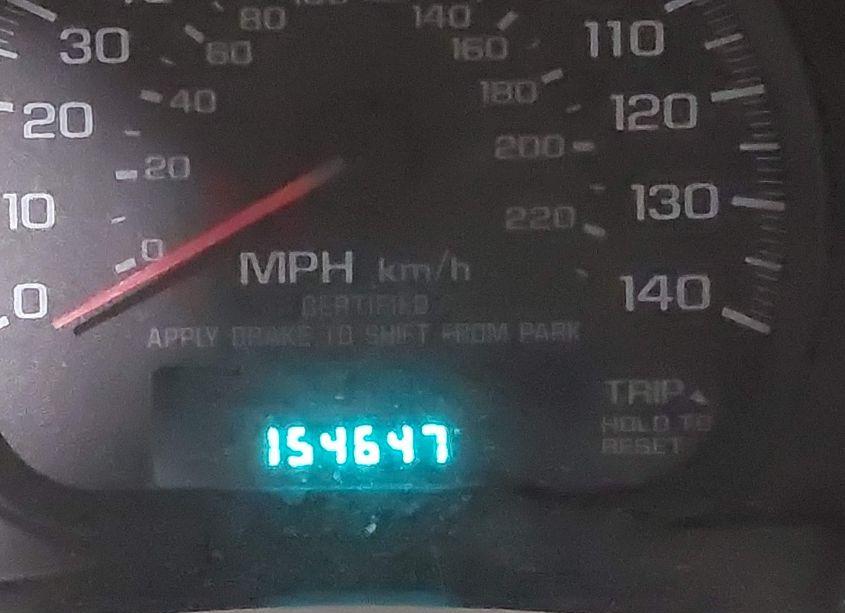 80 140
30 60 160 110
40 180 120
20 20 200
10 220 130
0 MPH km/h
0 140
CERTIFIED
APPLY BRAKE TO SHIFT FROM PARK
TRIP
HOLD TO
RESET
154647